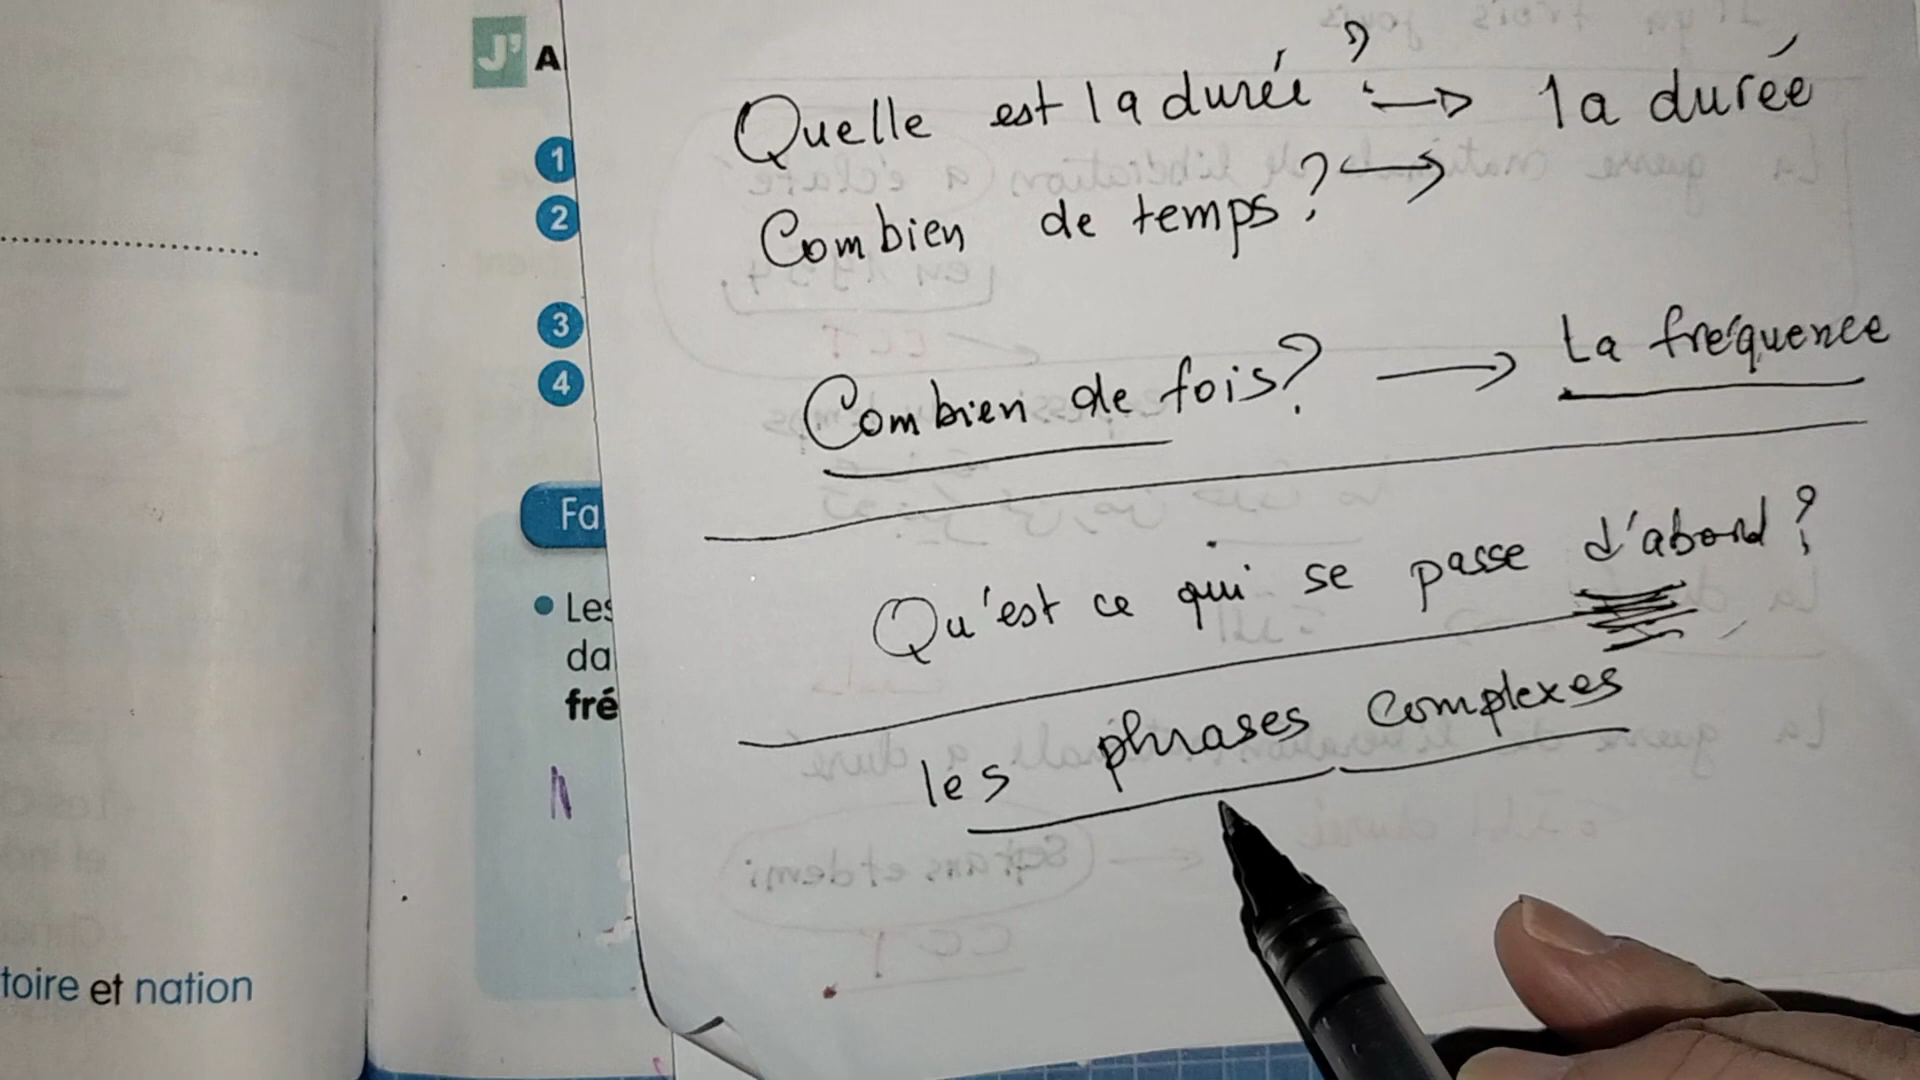 J' A
1
2
3
4
Fa
Les
da
fré
toire et nation
Quelle est la durée ? → la durée
Combien de temps ? →
Combien de fois ? → La fréquence
Qu'est ce qui se passe d'abord ?
les phrases complexes